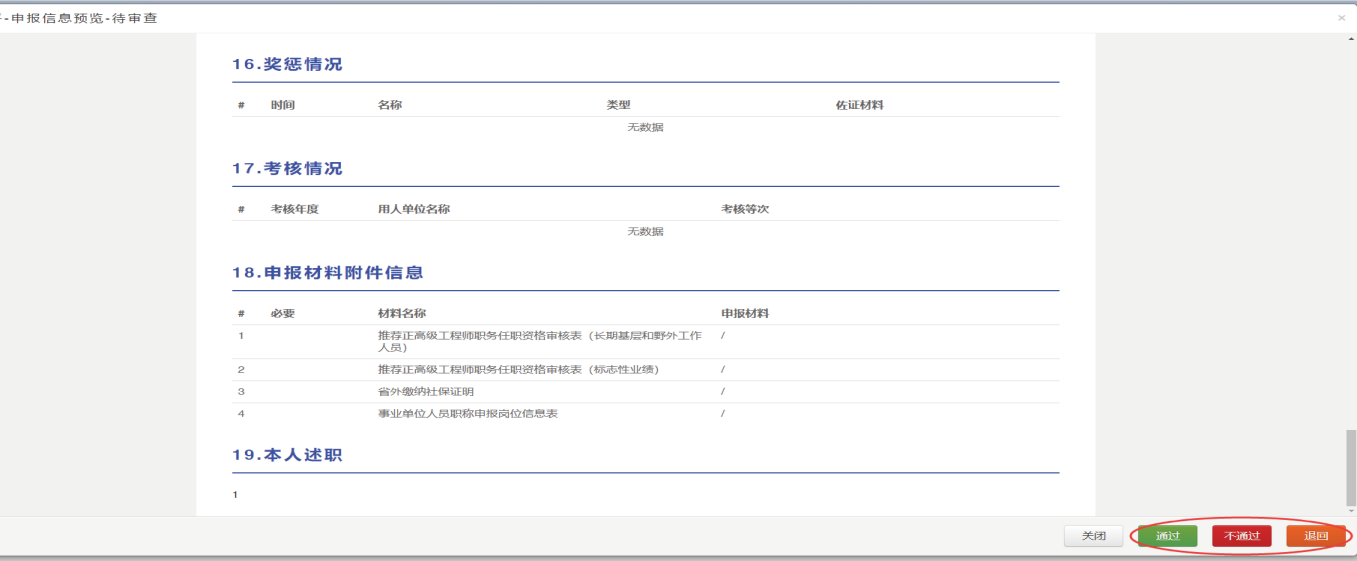 -申报信息预览-待审查 ×
16.奖惩情况
# 时间 名称 类型 佐证材料
无数据
17.考核情况
# 考核年度 用人单位名称 考核等次
无数据
18.申报材料附件信息
# 必要 材料名称 申报材料
1 推荐正高级工程师职务任职资格审核表（长期基层和野外工作 /
人员）
2 推荐正高级工程师职务任职资格审核表（标志性业绩） /
3 省外缴纳社保证明 /
4 事业单位人员职称申报岗位信息表 /
19.本人述职
1
关闭 通过 不通过 退回